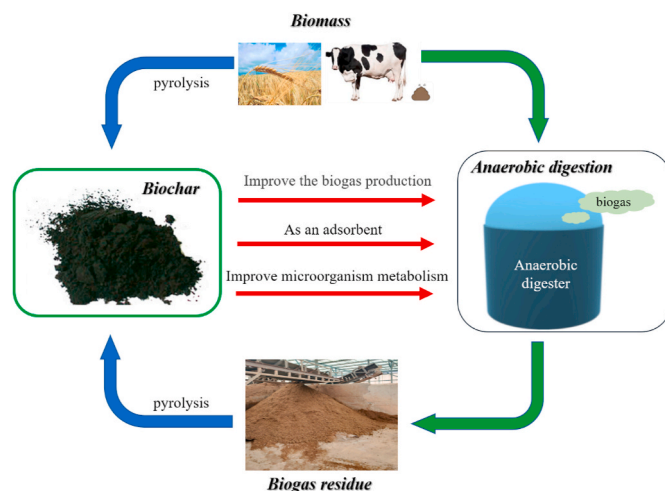 Biomass
pyrolysis
Biochar
Improve the biogas production
As an adsorbent
Improve microorganism metabolism
Anaerobic digestion
biogas
Anaerobic
digester
pyrolysis
Biogas residue